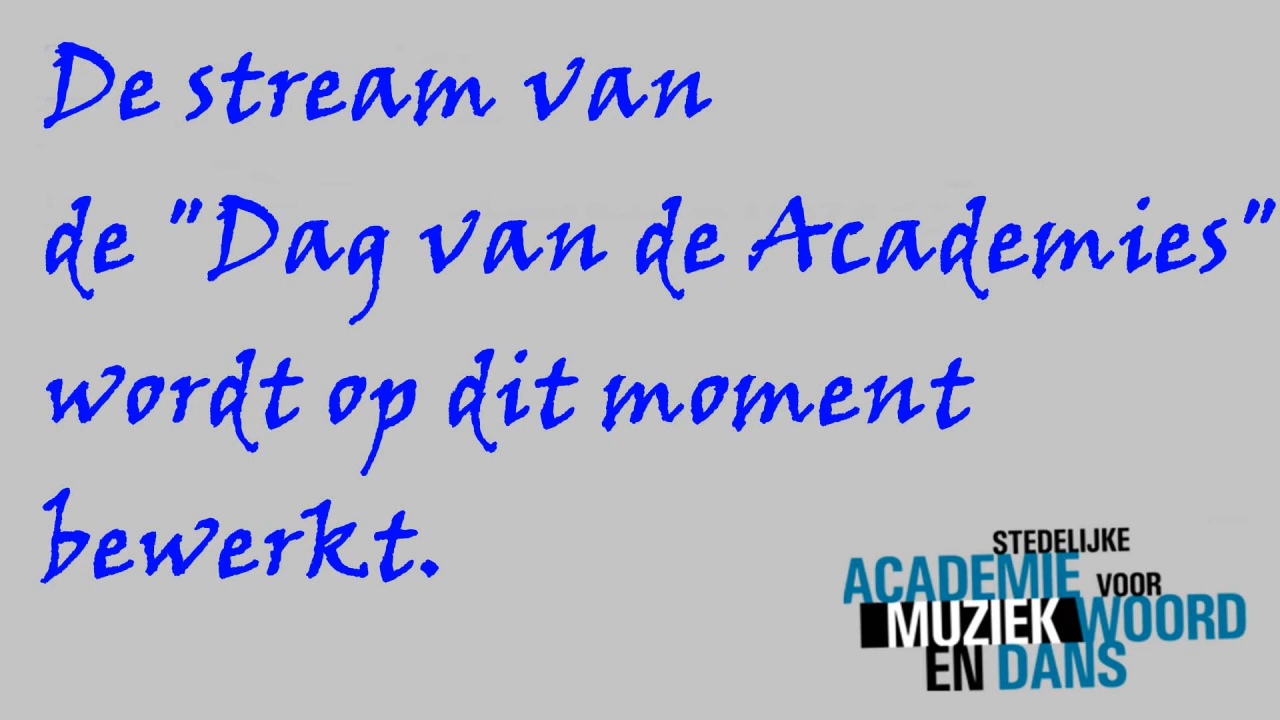 De stream van
de "Dag van de Academies"
wordt op dit moment
bewerkt.
STEDELIJKE
ACADEMIE VOOR
MUZIEK WOORD
EN DANS